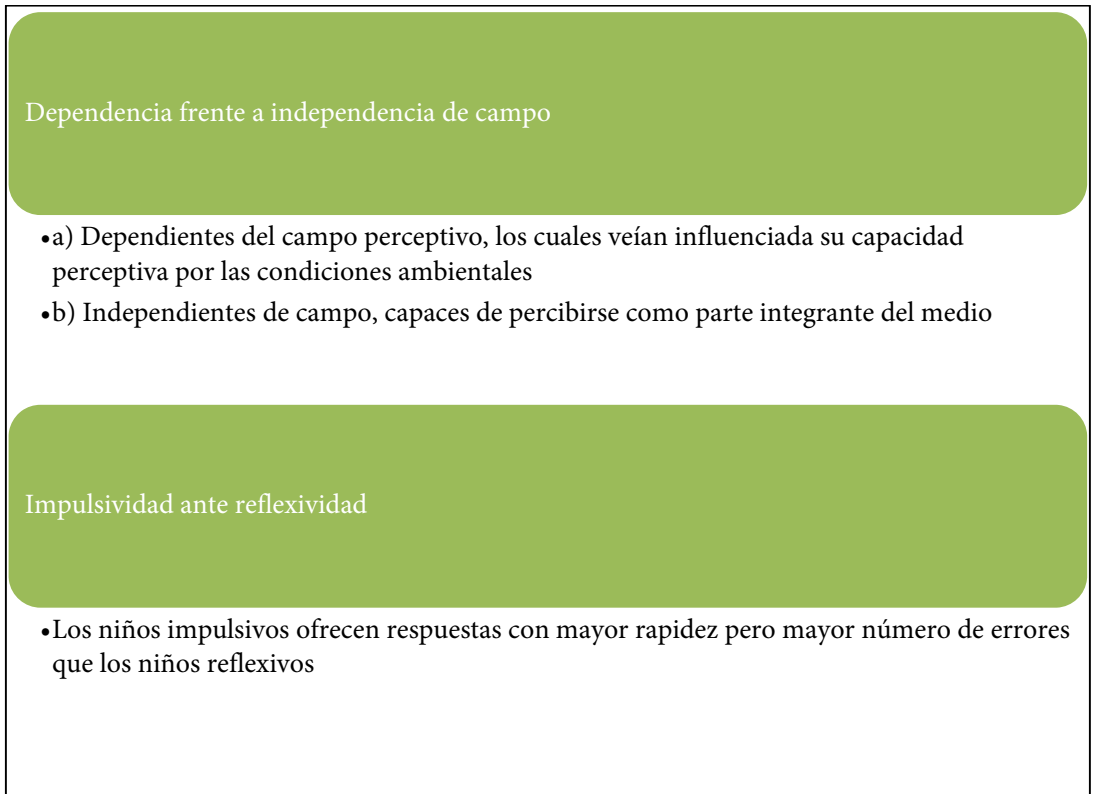 Dependencia frente a independencia de campo
•a) Dependientes del campo perceptivo, los cuales veían influenciada su capacidad
perceptiva por las condiciones ambientales
•b) Independientes de campo, capaces de percibirse como parte integrante del medio
Impulsividad ante reflexividad
•Los niños impulsivos ofrecen respuestas con mayor rapidez pero mayor número de errores
que los niños reflexivos